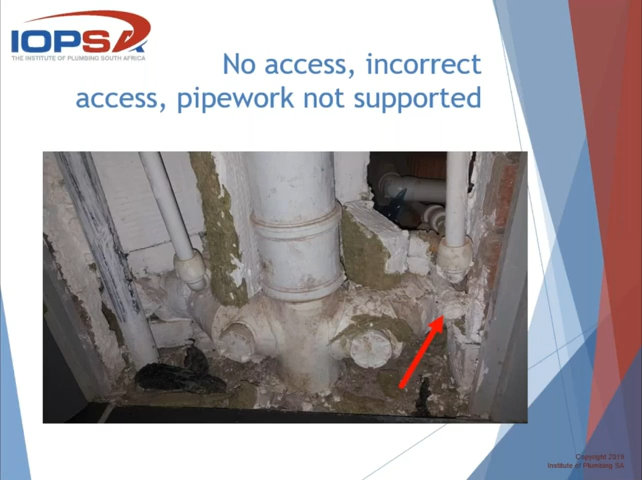 IOPSA
THE INSTITUTE OF PLUMBING SOUTH AFRICA
No access, incorrect
access, pipework not supported
Copyright 2019
Institute of Plumbing SA